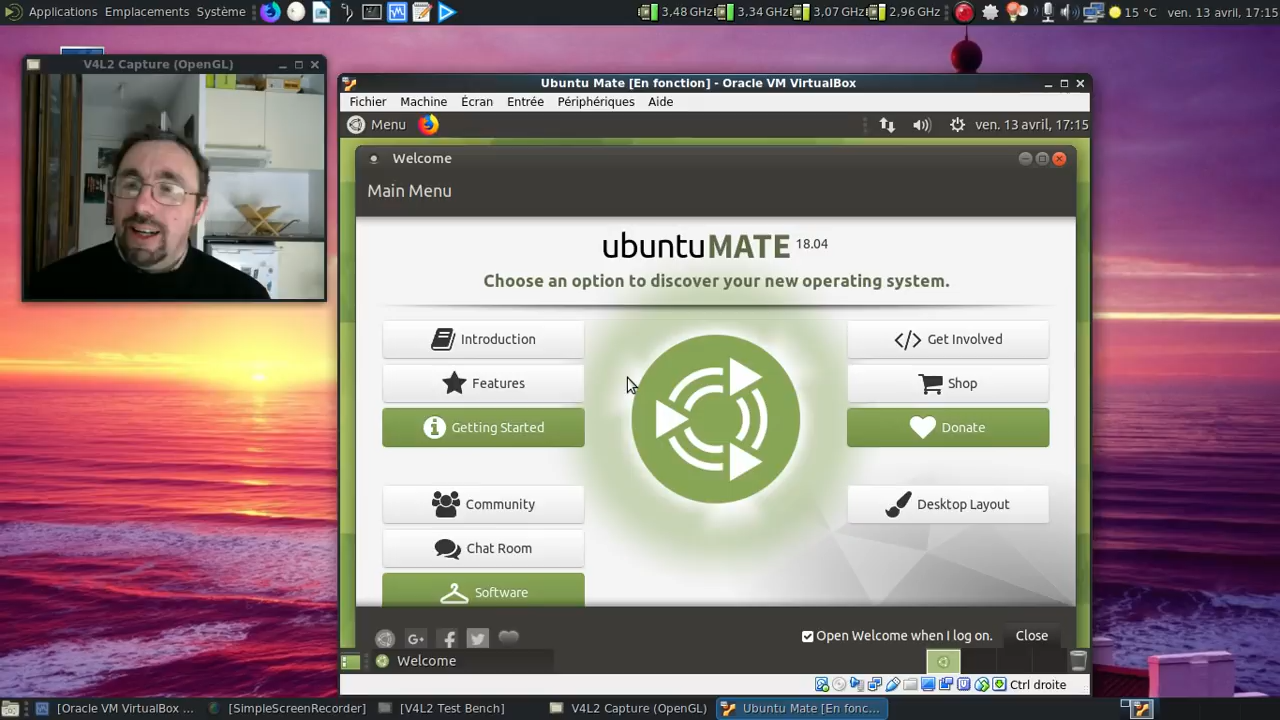 Applications Emplacements Système 3,48 GHz 3,34 GHz 3,07 GHz 2,96 GHz 15 °C ven. 13 avril, 17:15
V4L2 Capture (OpenGL)
Ubuntu Mate [En fonction] - Oracle VM VirtualBox
Fichier Machine Écran Entrée Périphériques Aide
Menu ven. 13 avril, 17:15
Welcome
Main Menu
ubuntuMATE 18.04
Choose an option to discover your new operating system.
Introduction Get Involved
Features Shop
Getting Started Donate
Community Desktop Layout
Chat Room
Software
G+ Open Welcome when I log on. Close
Welcome
Ctrl droite
[Oracle VM VirtualBox ... [SimpleScreenRecorder] [V4L2 Test Bench] V4L2 Capture (OpenGL) Ubuntu Mate [En fonc...